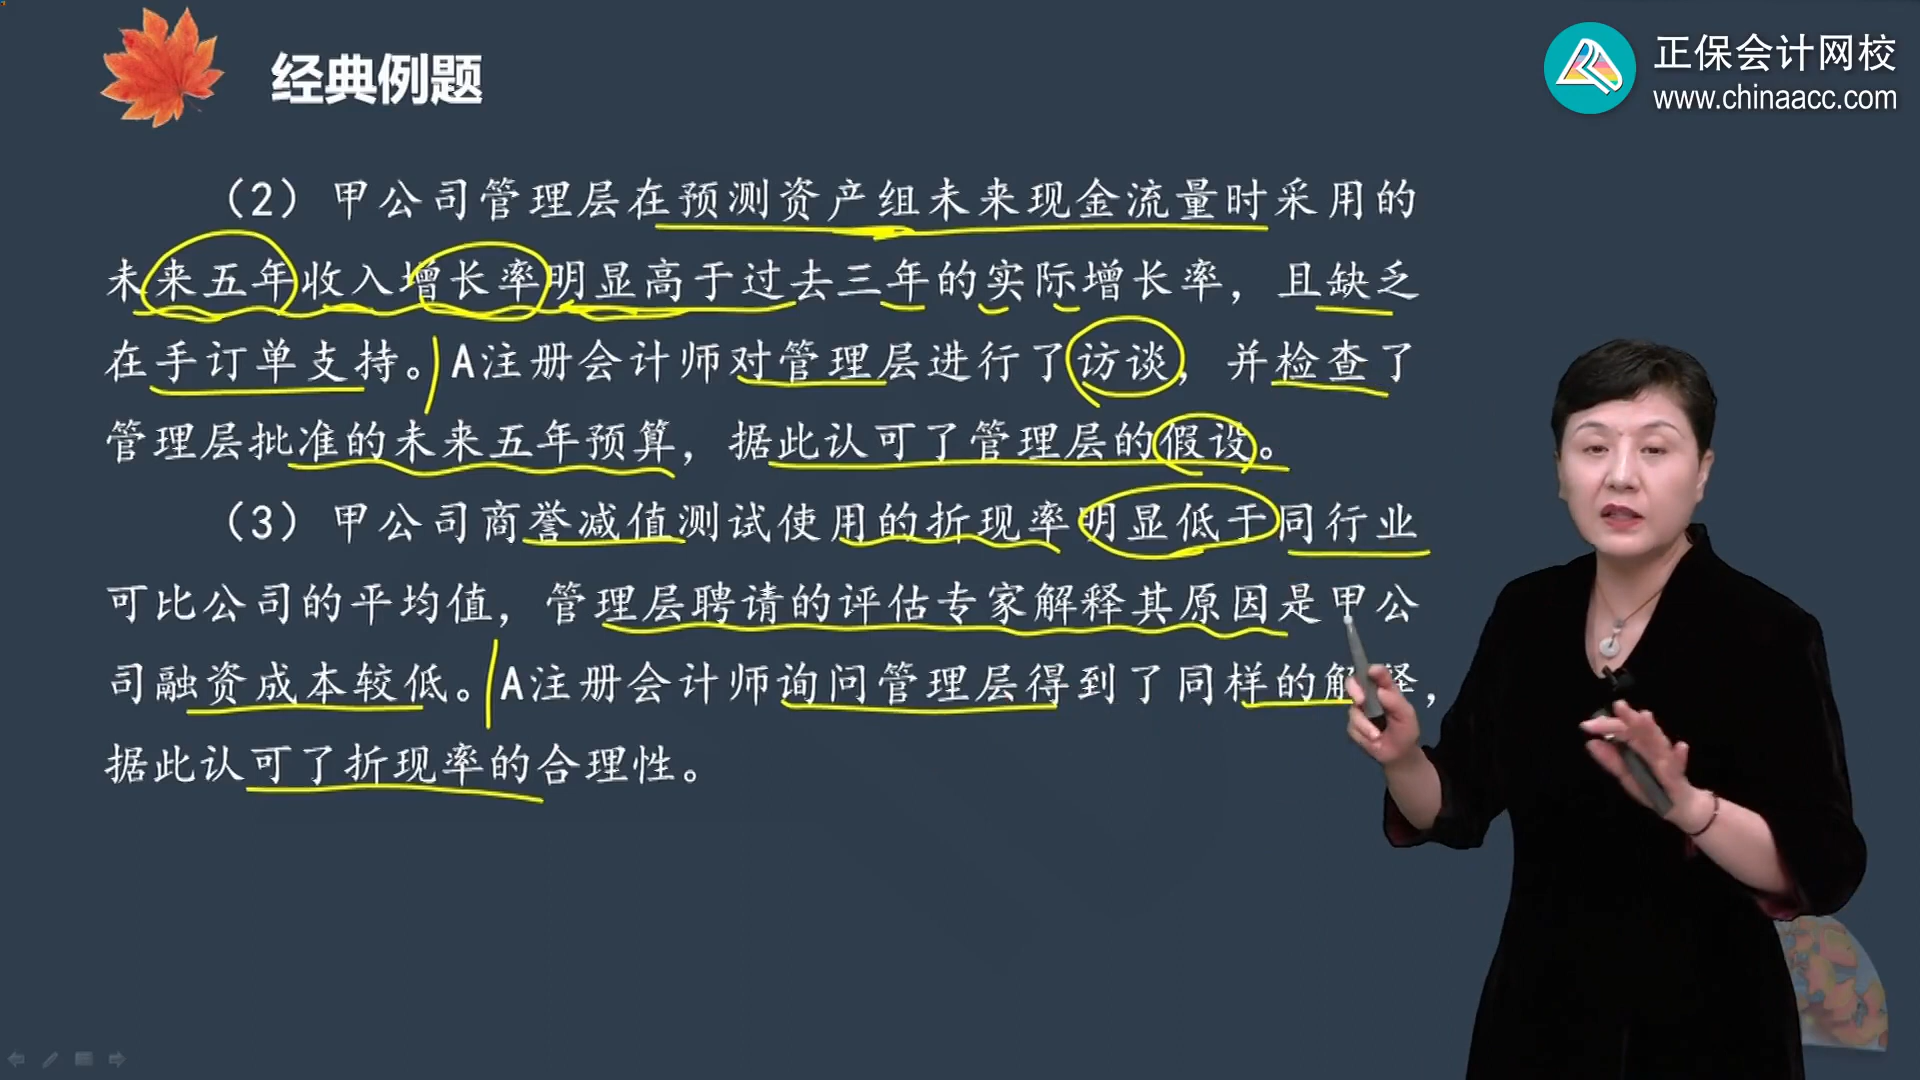 经典例题
正保会计网校
www.chinaacc.com
（2）甲公司管理层在预测资产组未来现金流量时采用的
未来五年收入增长率明显高于过去三年的实际增长率，且缺乏
在手订单支持。A注册会计师对管理层进行了访谈，并检查了
管理层批准的未来五年预算，据此认可了管理层的假设。
（3）甲公司商誉减值测试使用的折现率明显低于同行业
可比公司的平均值，管理层聘请的评估专家解释其原因是甲公
司融资成本较低。A注册会计师询问管理层得到了同样的解释，
据此认可了折现率的合理性。